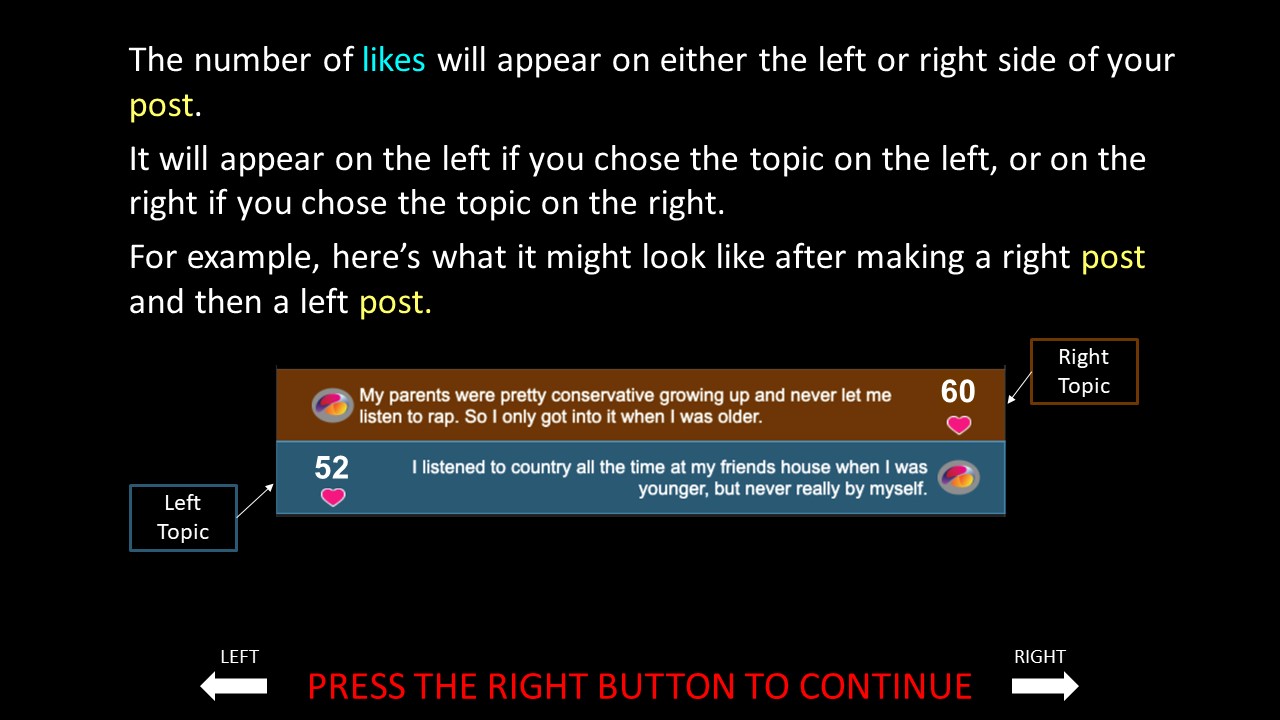 The number of likes will appear on either the left or right side of your
post.
It will appear on the left if you chose the topic on the left, or on the
right if you chose the topic on the right.
For example, here’s what it might look like after making a right post
and then a left post.
Right
Topic
My parents were pretty conservative growing up and never let me
listen to rap. So I only got into it when I was older.
60
52
I listened to country all the time at my friends house when I was
younger, but never really by myself.
Left
Topic
LEFT
RIGHT
PRESS THE RIGHT BUTTON TO CONTINUE